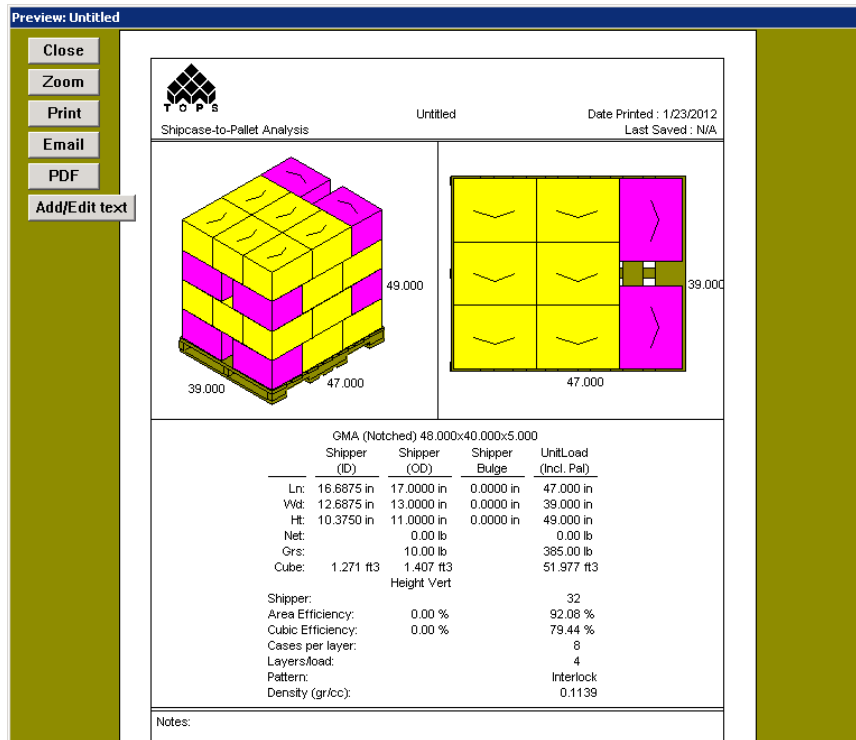 Preview: Untitled
Close
Zoom
Print
Email
PDF
Add/Edit text
TOPS
Untitled
Date Printed : 1/23/2012
Shipcase-to-Pallet Analysis
Last Saved : N/A
49.000
39.000
47.000
39.000
47.000
GMA (Notched) 48.000x40.000x5.000
Shipper Shipper Shipper UnitLoad
(ID) (OD) Bulge (Incl. Pal)
Ln: 16.6875 in 17.0000 in 0.0000 in 47.000 in
Wd: 12.6875 in 13.0000 in 0.0000 in 39.000 in
Ht: 10.3750 in 11.0000 in 0.0000 in 49.000 in
Net: 0.00 lb 0.00 lb
Grs: 10.00 lb 385.00 lb
Cube: 1.271 ft3 1.407 ft3 51.977 ft3
Height Vert
Shipper: 32
Area Efficiency: 0.00 % 92.08 %
Cubic Efficiency: 0.00 % 79.44 %
Cases per layer: 8
Layers/load: 4
Pattern: Interlock
Density (gr/cc): 0.1139
Notes: